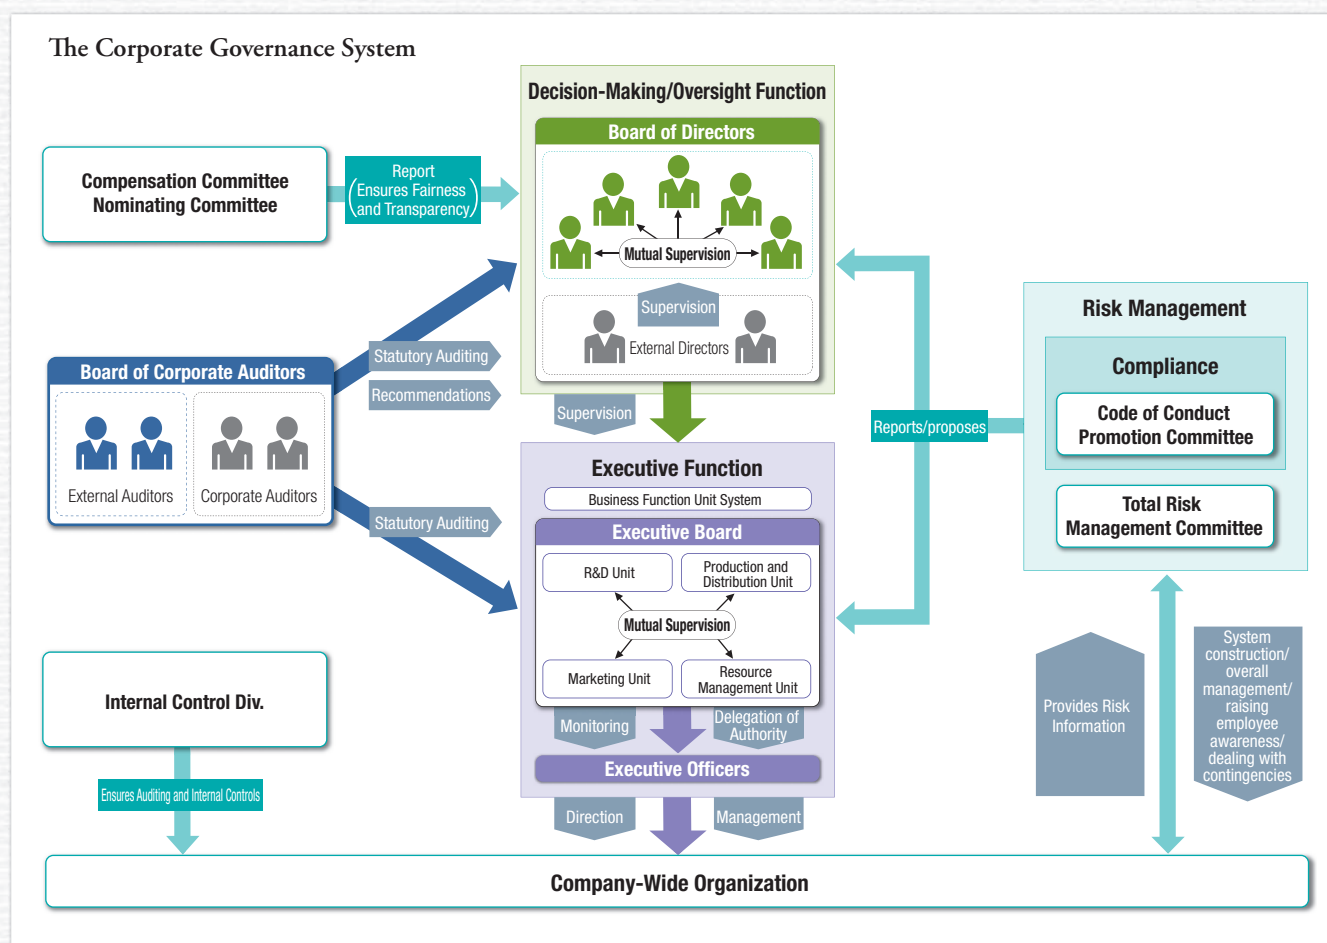 The Corporate Governance System
Decision-Making/Oversight Function
Board of Directors
Mutual Supervision
Supervision
External Directors
Compensation Committee
Nominating Committee
Report
(Ensures Fairness
and Transparency)
Board of Corporate Auditors
External Auditors
Corporate Auditors
Statutory Auditing
Recommendations
Statutory Auditing
Supervision
Executive Function
Business Function Unit System
Executive Board
R&D Unit
Production and
Distribution Unit
Mutual Supervision
Marketing Unit
Resource
Management Unit
Monitoring
Delegation of
Authority
Executive Officers
Direction
Management
Reports/proposes
Risk Management
Compliance
Code of Conduct
Promotion Committee
Total Risk
Management Committee
Provides Risk
Information
System
construction/
overall
management/
raising
employee
awareness/
dealing with
contingencies
Internal Control Div.
Ensures Auditing and Internal Controls
Company-Wide Organization